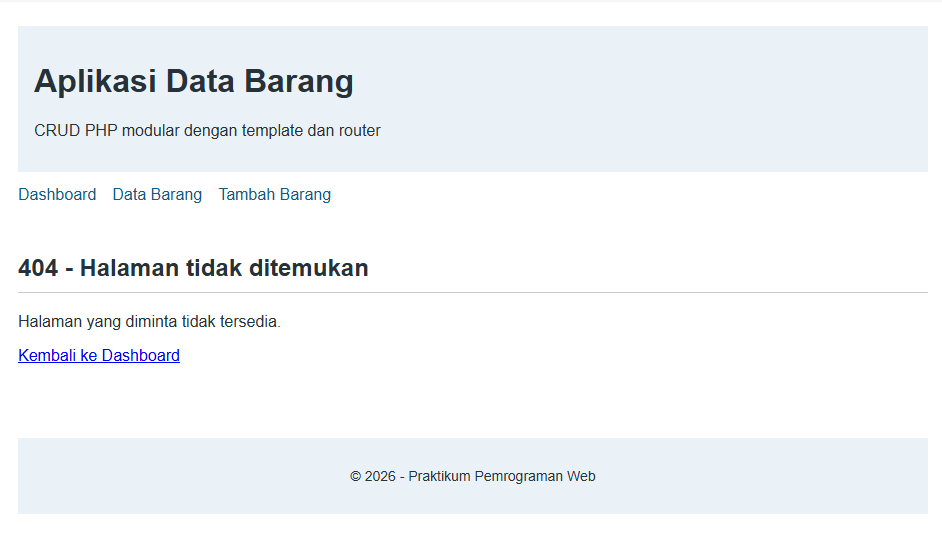 Aplikasi Data Barang
CRUD PHP modular dengan template dan router
Dashboard Data Barang Tambah Barang
404 - Halaman tidak ditemukan
Halaman yang diminta tidak tersedia.
Kembali ke Dashboard
© 2026 - Praktikum Pemrograman Web